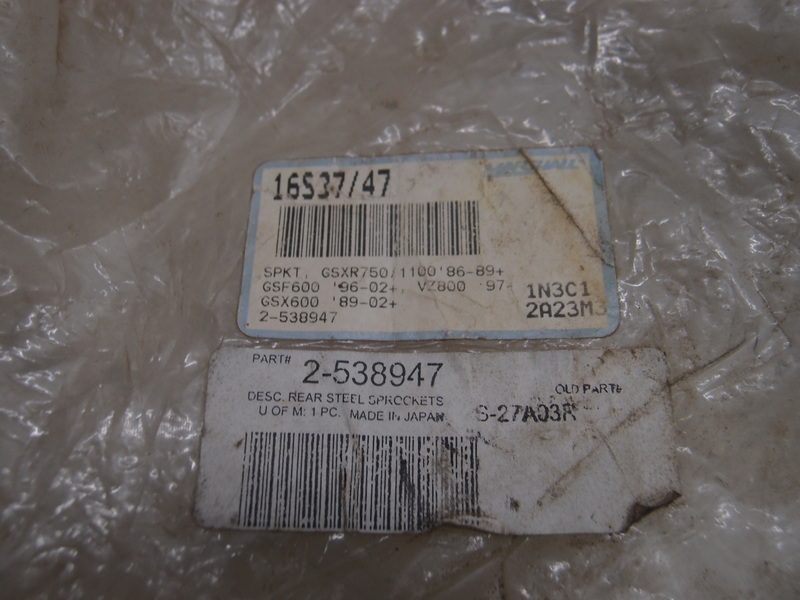 16S37/47
SPKT, GSXR750/1100'86-89+
GSF600 '96-02+, VZ800 '97-
GSX600 '89-02+
2-538947
1N3C1
2A23M3
PART# 2-538947
OLD PART#
DESC. REAR STEEL SPROCKETS
U OF M: 1 PC. MADE IN JAPAN
S-27A03R